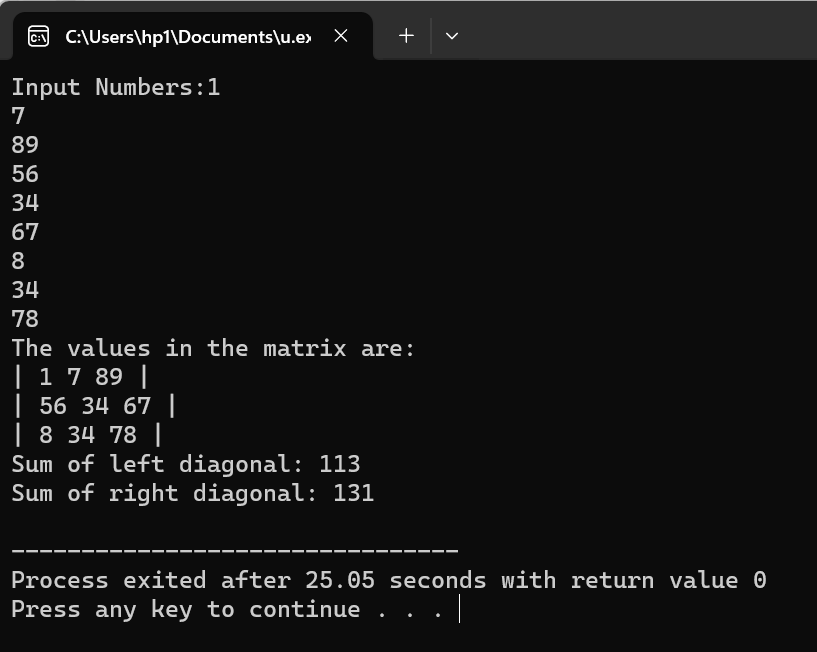 C:\Users\hp1\Documents\u.ex
Input Numbers:1
7
89
56
34
67
8
34
78
The values in the matrix are:
| 1 7 89 |
| 56 34 67 |
| 8 34 78 |
Sum of left diagonal: 113
Sum of right diagonal: 131
--------------------------------
Process exited after 25.05 seconds with return value 0
Press any key to continue . . .